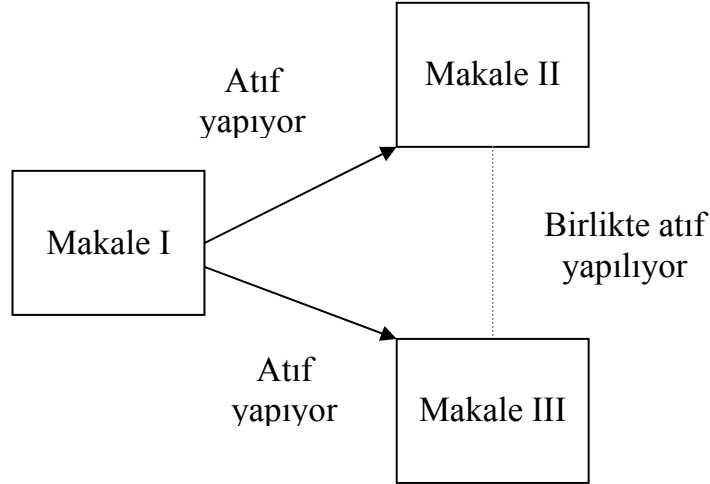 Makale II
Atıf
yapıyor
Makale I
Birlikte atıf
yapılıyor
Atıf
yapıyor
Makale III